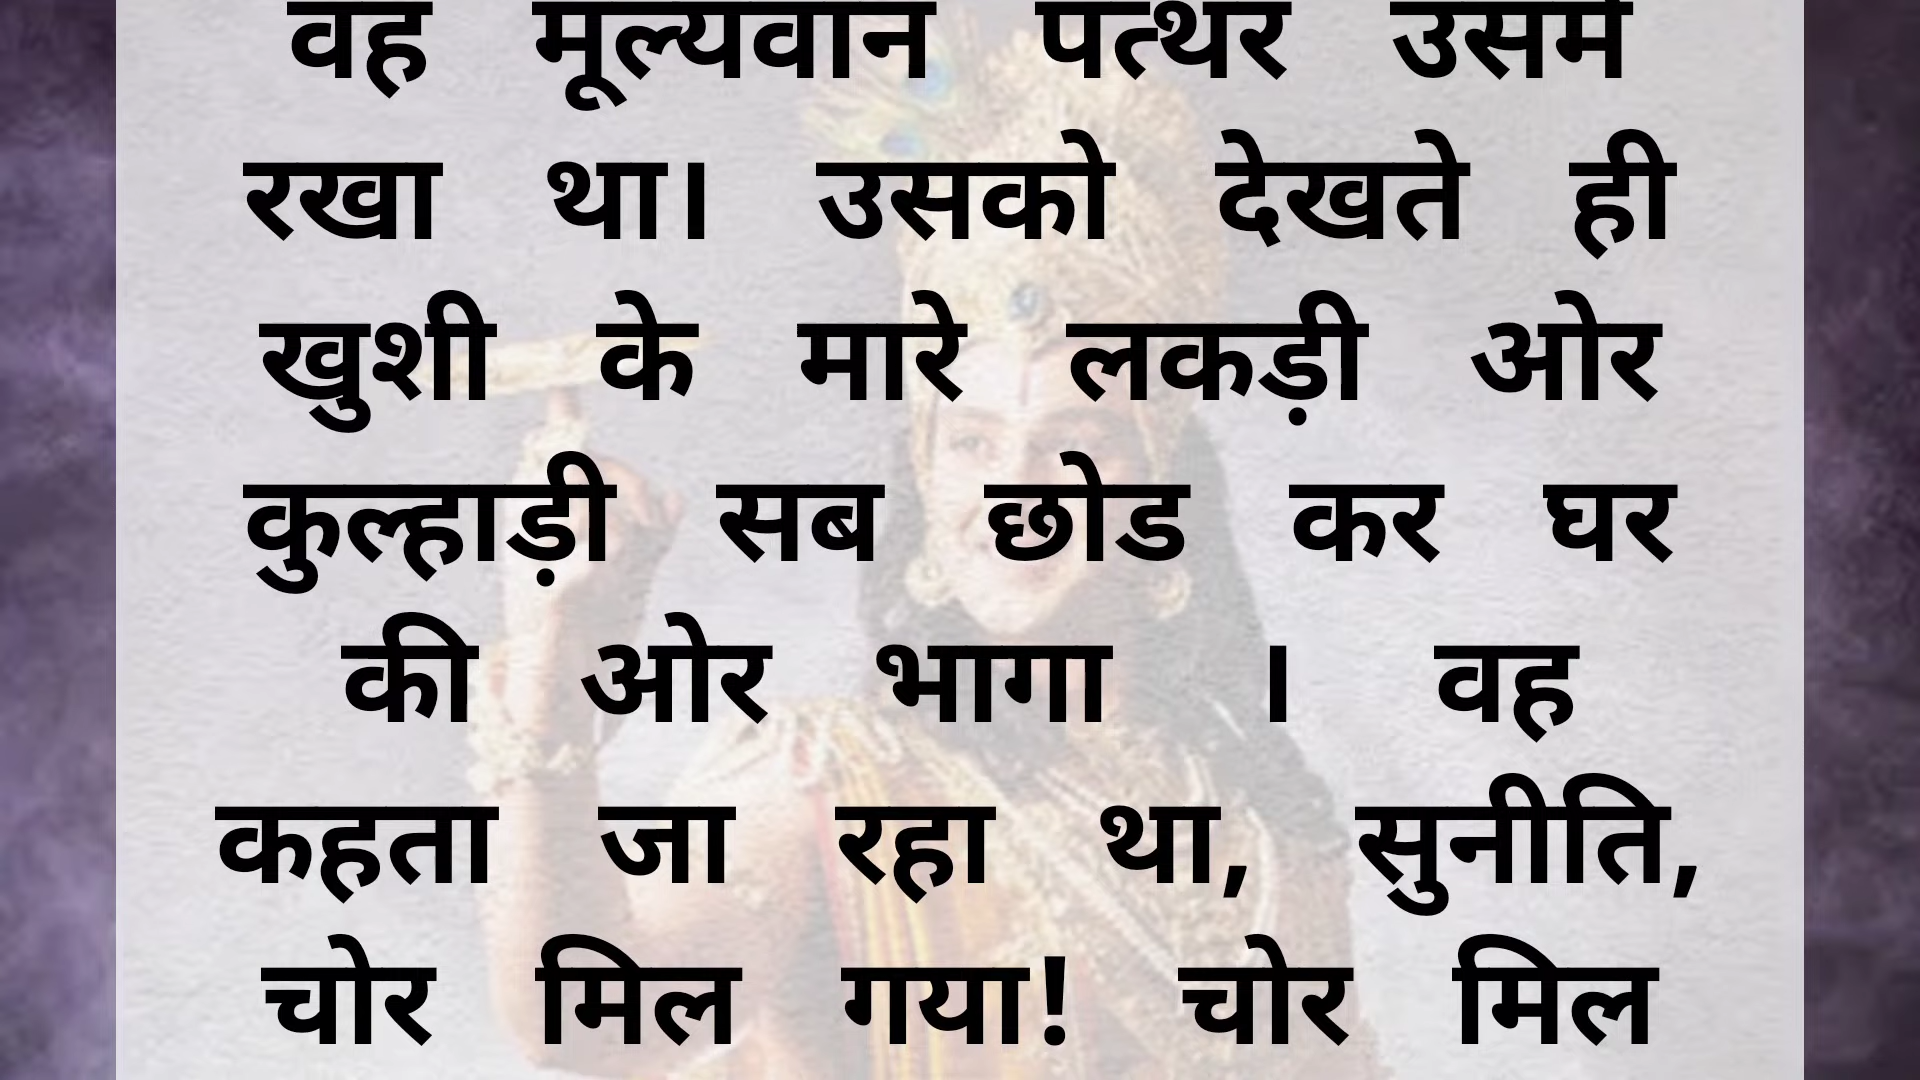 वह मूल्यवान पत्थर उसमें
रखा था। उसको देखते ही
खुशी के मारे लकड़ी ओर
कुल्हाड़ी सब छोड कर घर
की ओर भागा । वह
कहता जा रहा था, सुनीति,
चोर मिल गया! चोर मिल